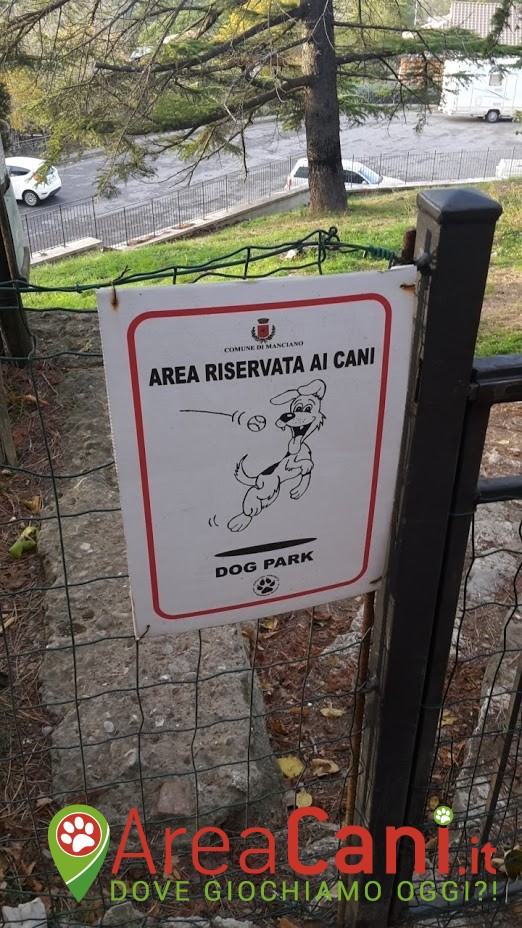 COMUNE DI MANCIANO
AREA RISERVATA AI CANI
DOG PARK
AreaCani.it
DOVE GIOCHIAMO OGGI?!